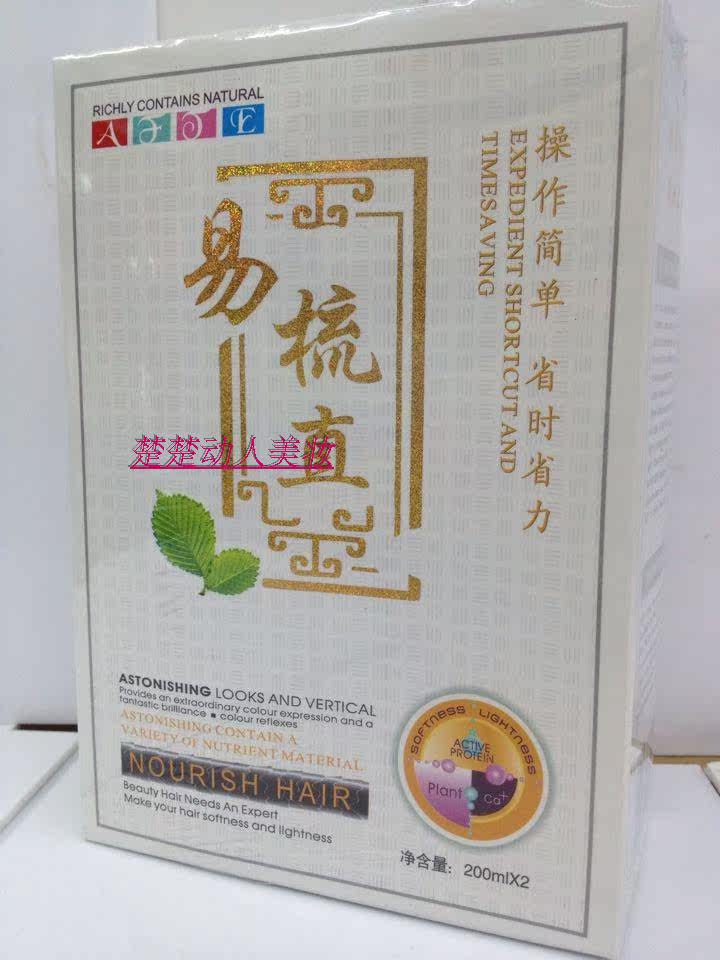 RICHLY CONTAINS NATURAL
操作简单 省时省力
EXPEDIENT SHORTCUT AND
TIMESAVING
易梳直
楚楚动人美妆
ASTONISHING LOOKS AND VERTICAL
Provides an extraordinary colour expression and a
fantastic brilliance ■ colour reflexes
ASTONISHING CONTAIN A
VARIETY OF NUTRIENT MATERIAL
NOURISH HAIR
Beauty Hair Needs An Expert
Make your hair softness and lightness
SOFTNESS LIGHTNESS
ACTIVE
PROTEIN
Plant
Ca+
净含量: 200mlX2